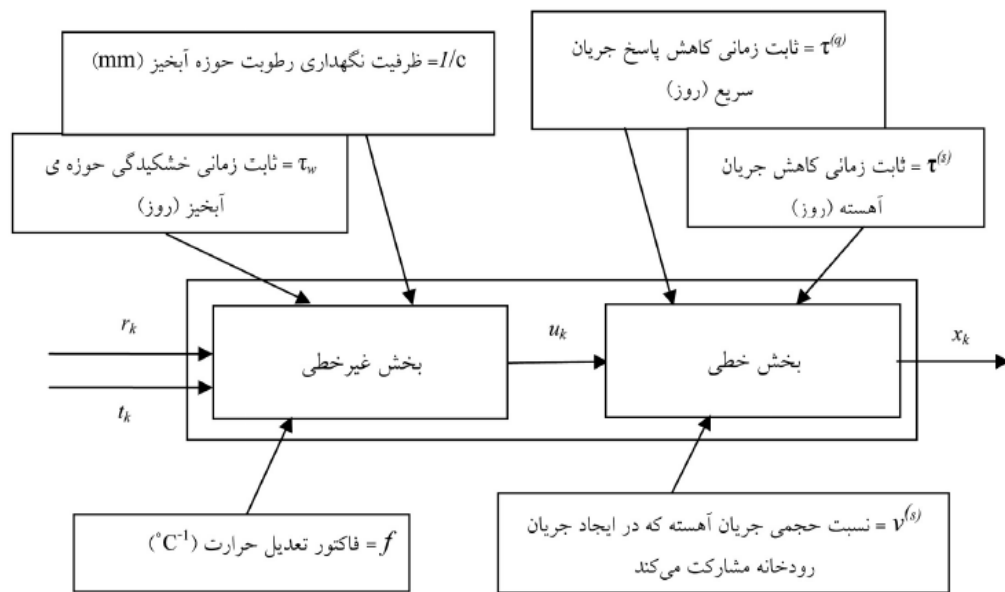 1/c= ظرفیت نگهداری رطوبت حوزه آبخیز (mm)
τ(q) = ثابت زمانی کاهش پاسخ جریان
سریع (روز)
τw = ثابت زمانی خشکیدگی حوزه ی
آبخیز (روز)
τ(s) = ثابت زمانی کاهش جریان
آهسته (روز)
rk
tk
بخش غیرخطی
uk
بخش خطی
xk
f = فاکتور تعدیل حرارت (°C-1)
v(s) = نسبت حجمی جریان آهسته که در ایجاد جریان
رودخانه مشارکت می‌کند